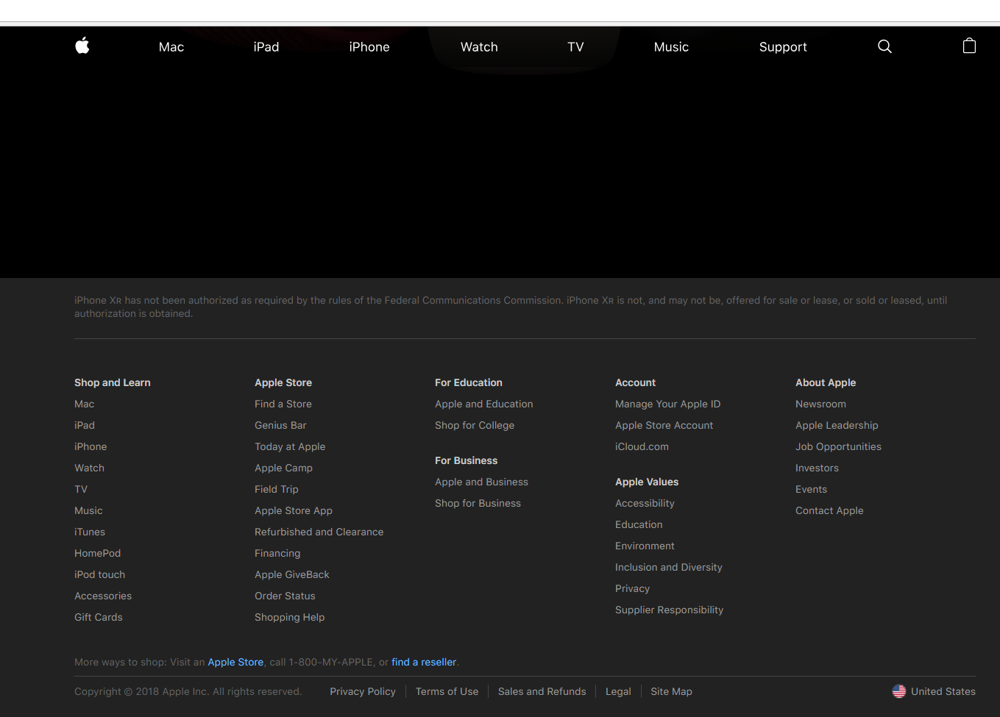 Mac iPad iPhone Watch TV Music Support
iPhone XR has not been authorized as required by the rules of the Federal Communications Commission. iPhone XR is not, and may not be, offered for sale or lease, or sold or leased, until
authorization is obtained.
Shop and Learn
Mac
iPad
iPhone
Watch
TV
Music
iTunes
HomePod
iPod touch
Accessories
Gift Cards
Apple Store
Find a Store
Genius Bar
Today at Apple
Apple Camp
Field Trip
Apple Store App
Refurbished and Clearance
Financing
Apple GiveBack
Order Status
Shopping Help
For Education
Apple and Education
Shop for College
For Business
Apple and Business
Shop for Business
Account
Manage Your Apple ID
Apple Store Account
iCloud.com
Apple Values
Accessibility
Education
Environment
Inclusion and Diversity
Privacy
Supplier Responsibility
About Apple
Newsroom
Apple Leadership
Job Opportunities
Investors
Events
Contact Apple
More ways to shop: Visit an Apple Store, call 1-800-MY-APPLE, or find a reseller.
Copyright © 2018 Apple Inc. All rights reserved. Privacy Policy Terms of Use Sales and Refunds Legal Site Map United States